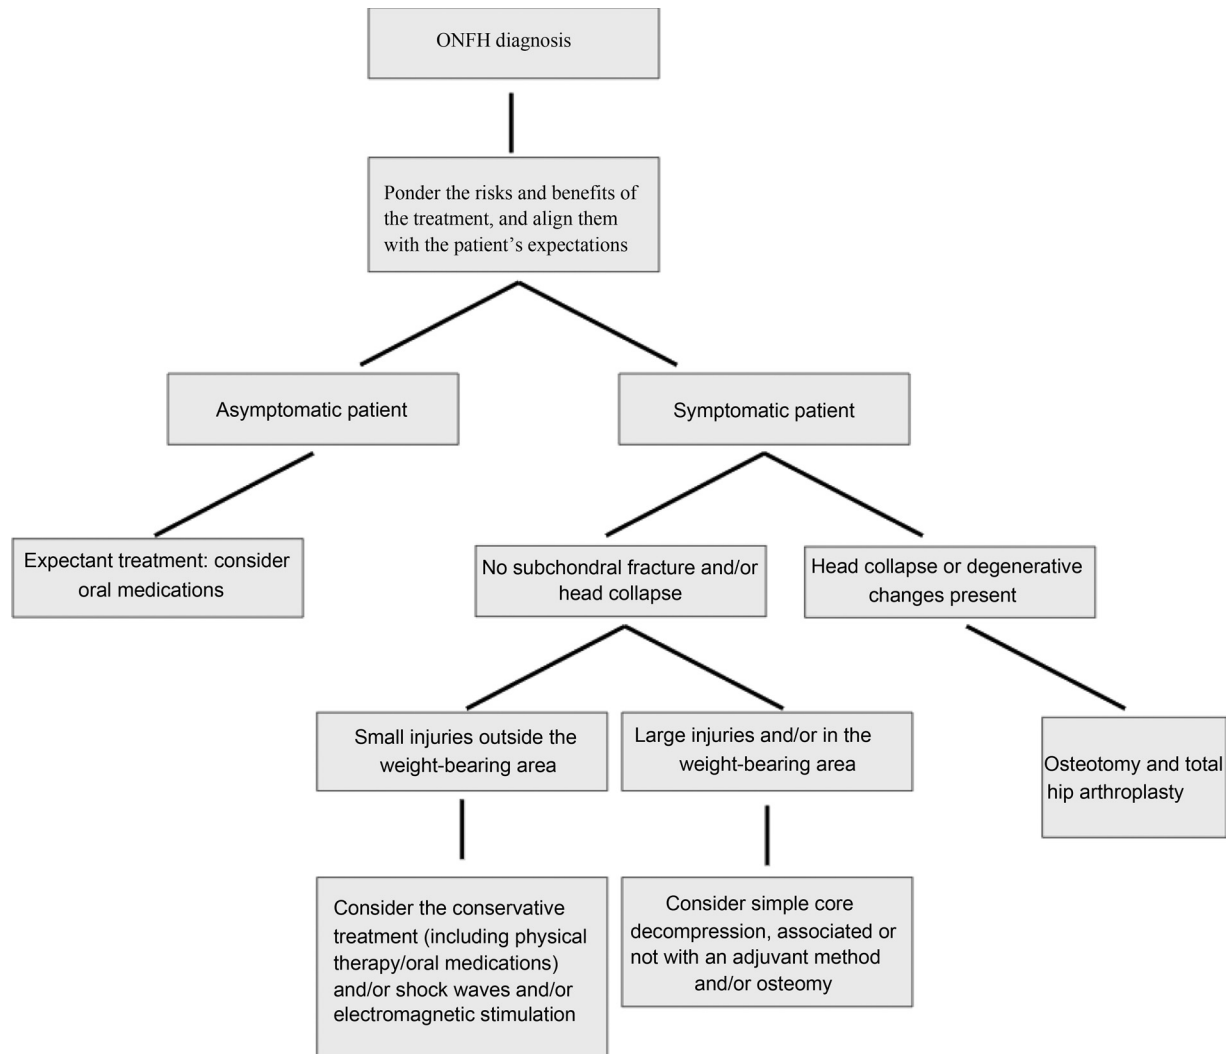 ONFH diagnosis
Ponder the risks and benefits of
the treatment, and align them
with the patient's expectations
Asymptomatic patient
Symptomatic patient
Expectant treatment: consider
oral medications
No subchondral fracture and/or
head collapse
Head collapse or degenerative
changes present
Small injuries outside the
weight-bearing area
Large injuries and/or in the
weight-bearing area
Osteotomy and total
hip arthroplasty
Consider the conservative
treatment (including physical
therapy/oral medications)
and/or shock waves and/or
electromagnetic stimulation
Consider simple core
decompression, associated or
not with an adjuvant method
and/or osteomy